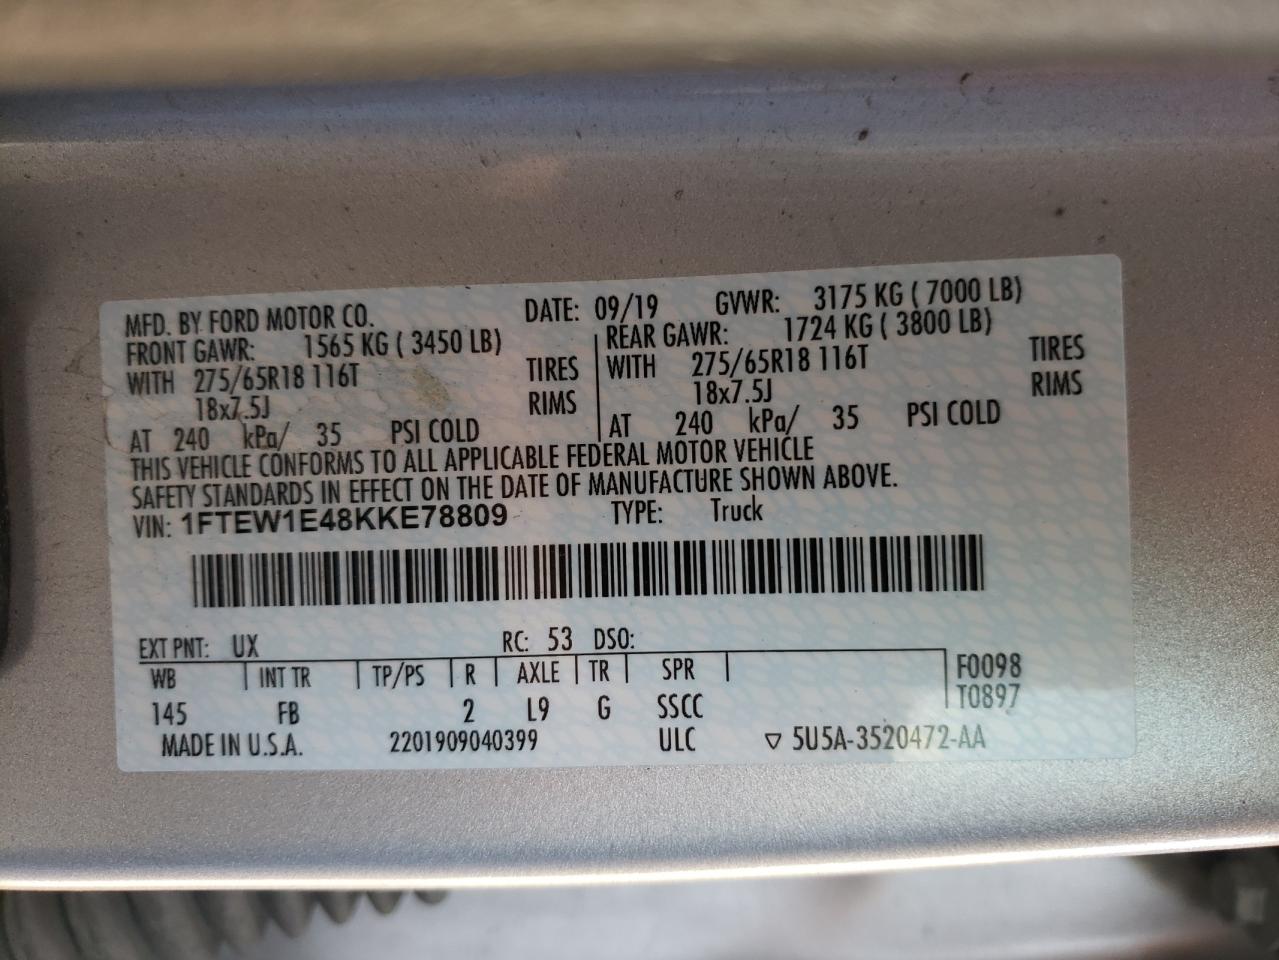 MFD. BY FORD MOTOR CO. DATE: 09/19 GVWR: 3175 KG ( 7000 LB)
FRONT GAWR: 1565 KG ( 3450 LB) REAR GAWR: 1724 KG ( 3800 LB)
WITH 275/65R18 116T TIRES WITH 275/65R18 116T TIRES
18x7.5J RIMS 18x7.5J RIMS
AT 240 kPa/ 35 PSI COLD AT 240 kPa/ 35 PSI COLD
THIS VEHICLE CONFORMS TO ALL APPLICABLE FEDERAL MOTOR VEHICLE
SAFETY STANDARDS IN EFFECT ON THE DATE OF MANUFACTURE SHOWN ABOVE.
VIN: 1FTEW1E48KKE78809 TYPE: Truck
EXT PNT: UX RC: 53 DSO:
WB INT TR TP/PS R AXLE TR SPR F0098
145 FB 2 L9 G SSCC T0897
MADE IN U.S.A. 2201909040399 ULC ▽ 5U5A-3520472-AA